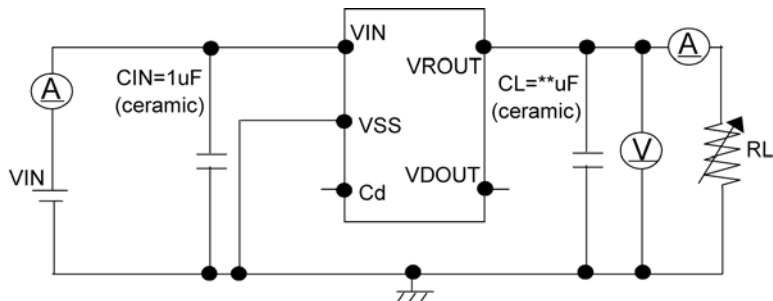 A
VIN
CIN=1uF
(ceramic)
VIN
VSS
Cd
VROUT
VDOUT
CL=**uF
(ceramic)
V
A
RL